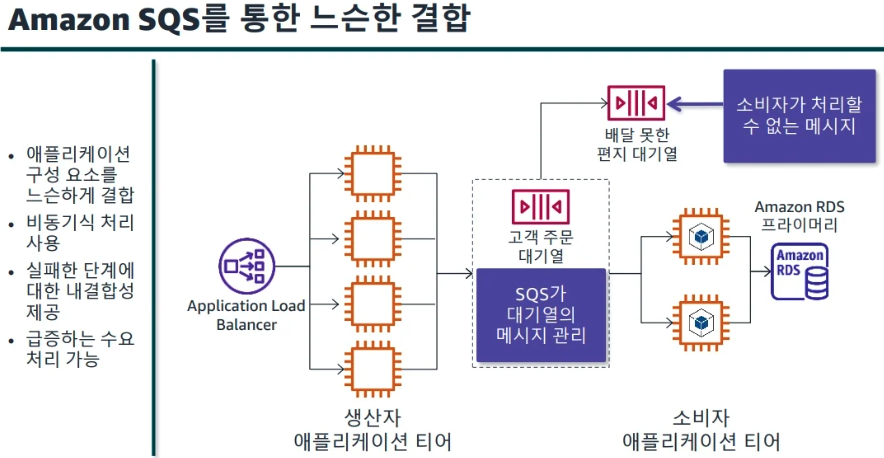 Amazon SQS를 통한 느슨한 결합
• 애플리케이션
구성 요소를
느슨하게 결합
• 비동기식 처리
사용
• 실패한 단계에
대한 내결합성
제공
• 급증하는 수요
처리 가능
Application Load
Balancer
생산자
애플리케이션 티어
고객 주문
대기열
SQS가
대기열의
메시지 관리
배달 못한
편지 대기열
소비자가 처리할
수 없는 메시지
Amazon RDS
프라이머리
Amazon
RDS
소비자
애플리케이션 티어